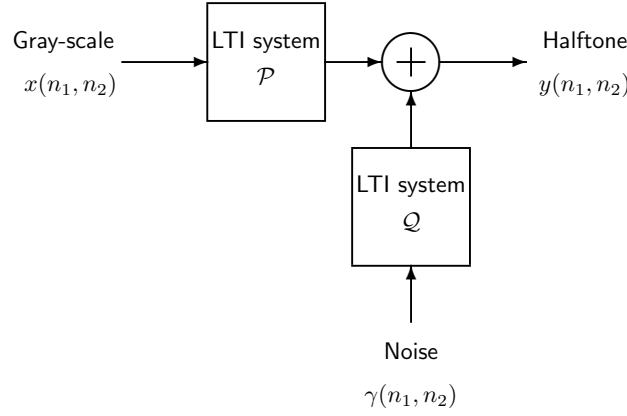 Gray-scale
x(n₁, n₂)
LTI system
𝒫
+
Halftone
y(n₁, n₂)
LTI system
𝒬
Noise
γ(n₁, n₂)